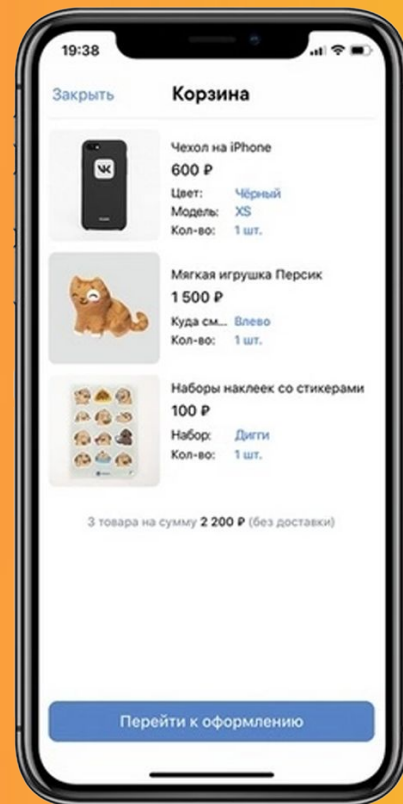 19:38
Закрыть
Корзина
Чехол на iPhone
600 ₽
Цвет: Чёрный
Модель: XS
Кол-во: 1 шт.
Мягкая игрушка Персик
1 500 ₽
Куда см... Влево
Кол-во: 1 шт.
Наборы наклеек со стикерами
100 ₽
Набор: Дигги
Кол-во: 1 шт.
3 товара на сумму 2 200 ₽ (без доставки)
Перейти к оформлению